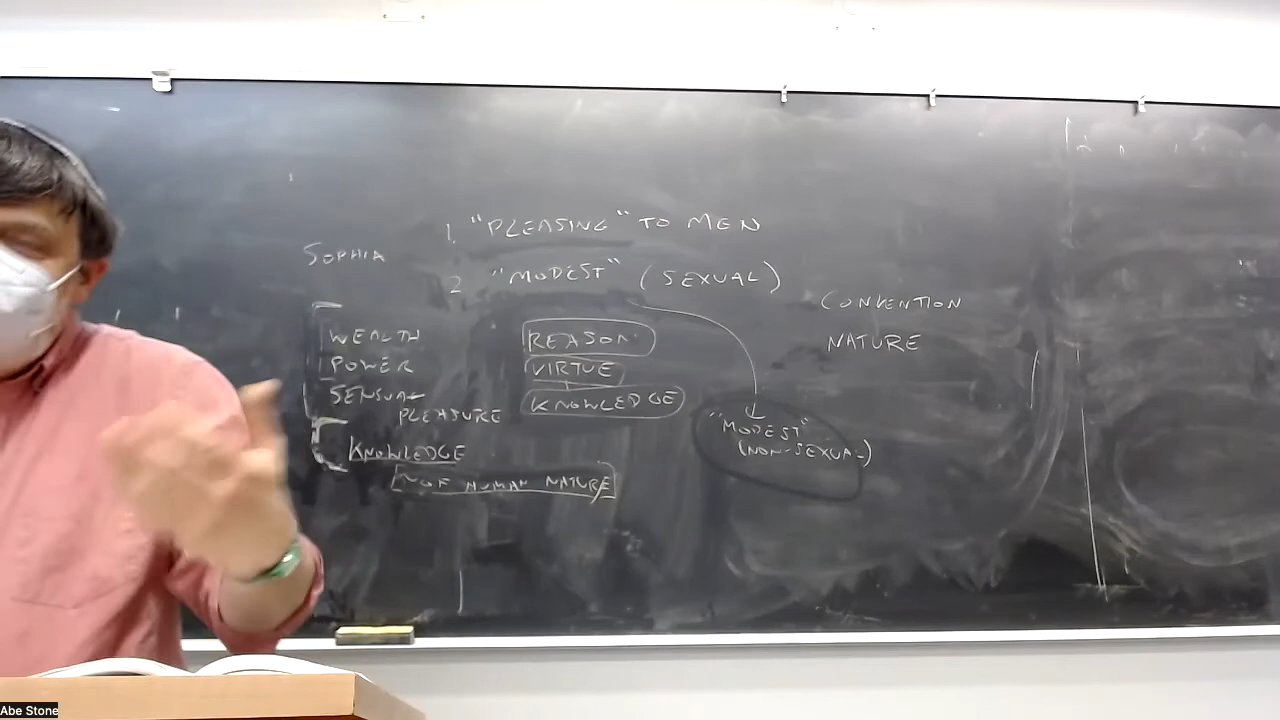 1. "PLEASING" TO MEN
SOPHIA
2 "MODEST" (SEXUAL)
CONVENTION
NATURE
WEALTH
POWER
SENSUAL
PLEASURE
KNOWLEDGE
OF HUMAN NATURE
REASON
VIRTUE
KNOWLEDGE
"MODEST"
(NON-SEXUAL)
Abe Stone